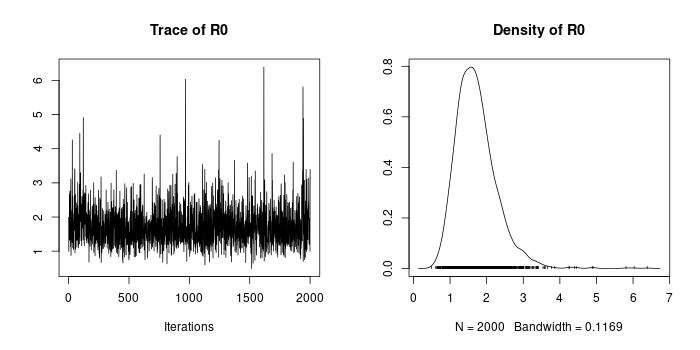 Trace of R0
6
5
4
3
2
1
0 500 1000 1500 2000
Iterations
Density of R0
0.8
0.6
0.4
0.2
0.0
0 1 2 3 4 5 6 7
N = 2000 Bandwidth = 0.1169